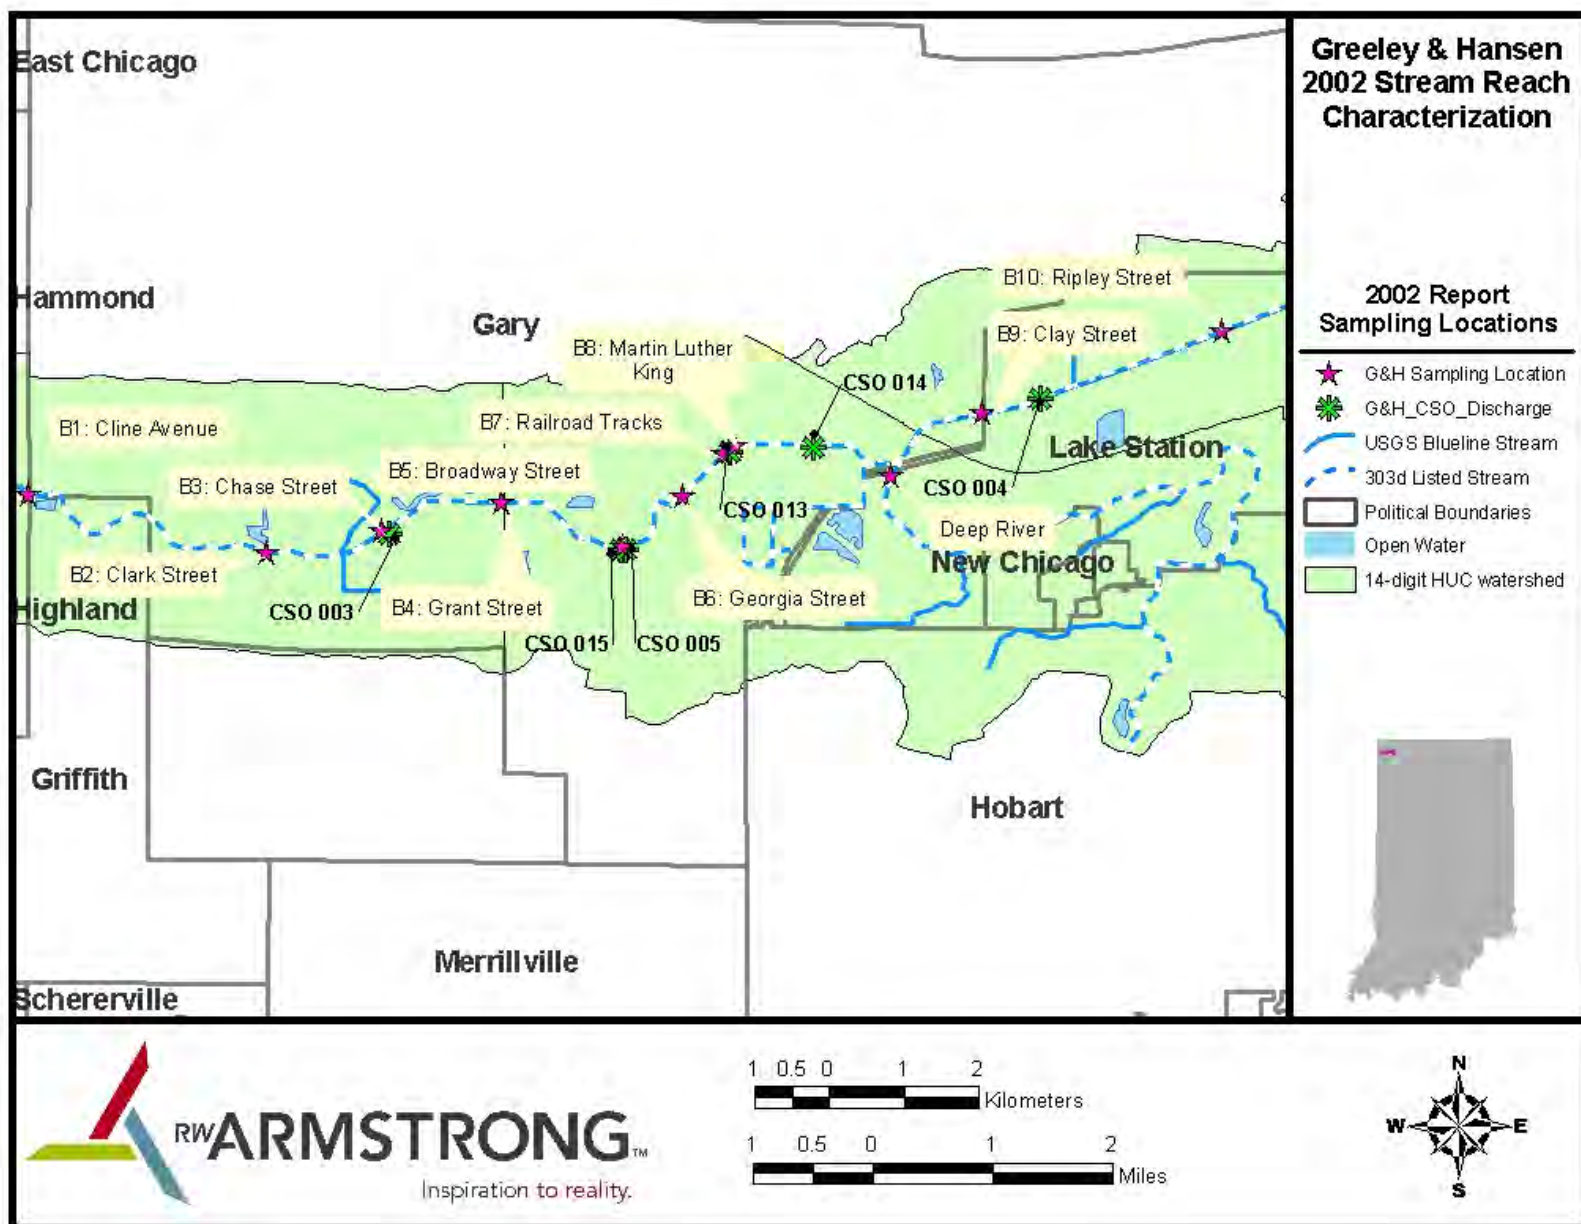 East Chicago
Hammond
Gary
B10: Ripley Street
B9: Clay Street
B8: Martin Luther
King
CSO 014
B7: Railroad Tracks
B1: Cline Avenue
B5: Broadway Street
B3: Chase Street
Lake Station
CSO 004
CSO 013
Deep River
New Chicago
B2: Clark Street
Highland
CSO 003
B4: Grant Street
B6: Georgia Street
CSO 015
CSO 005
Griffith
Hobart
Merrillville
Schererville
Greeley & Hansen
2002 Stream Reach
Characterization
2002 Report
Sampling Locations
G&H Sampling Location
G&H_CSO_Discharge
USGS Blueline Stream
303d Listed Stream
Political Boundaries
Open Water
14-digit HUC watershed
RW ARMSTRONG™
Inspiration to reality.
1 0.5 0 1 2
Kilometers
1 0.5 0 1 2
Miles
N
W E
S